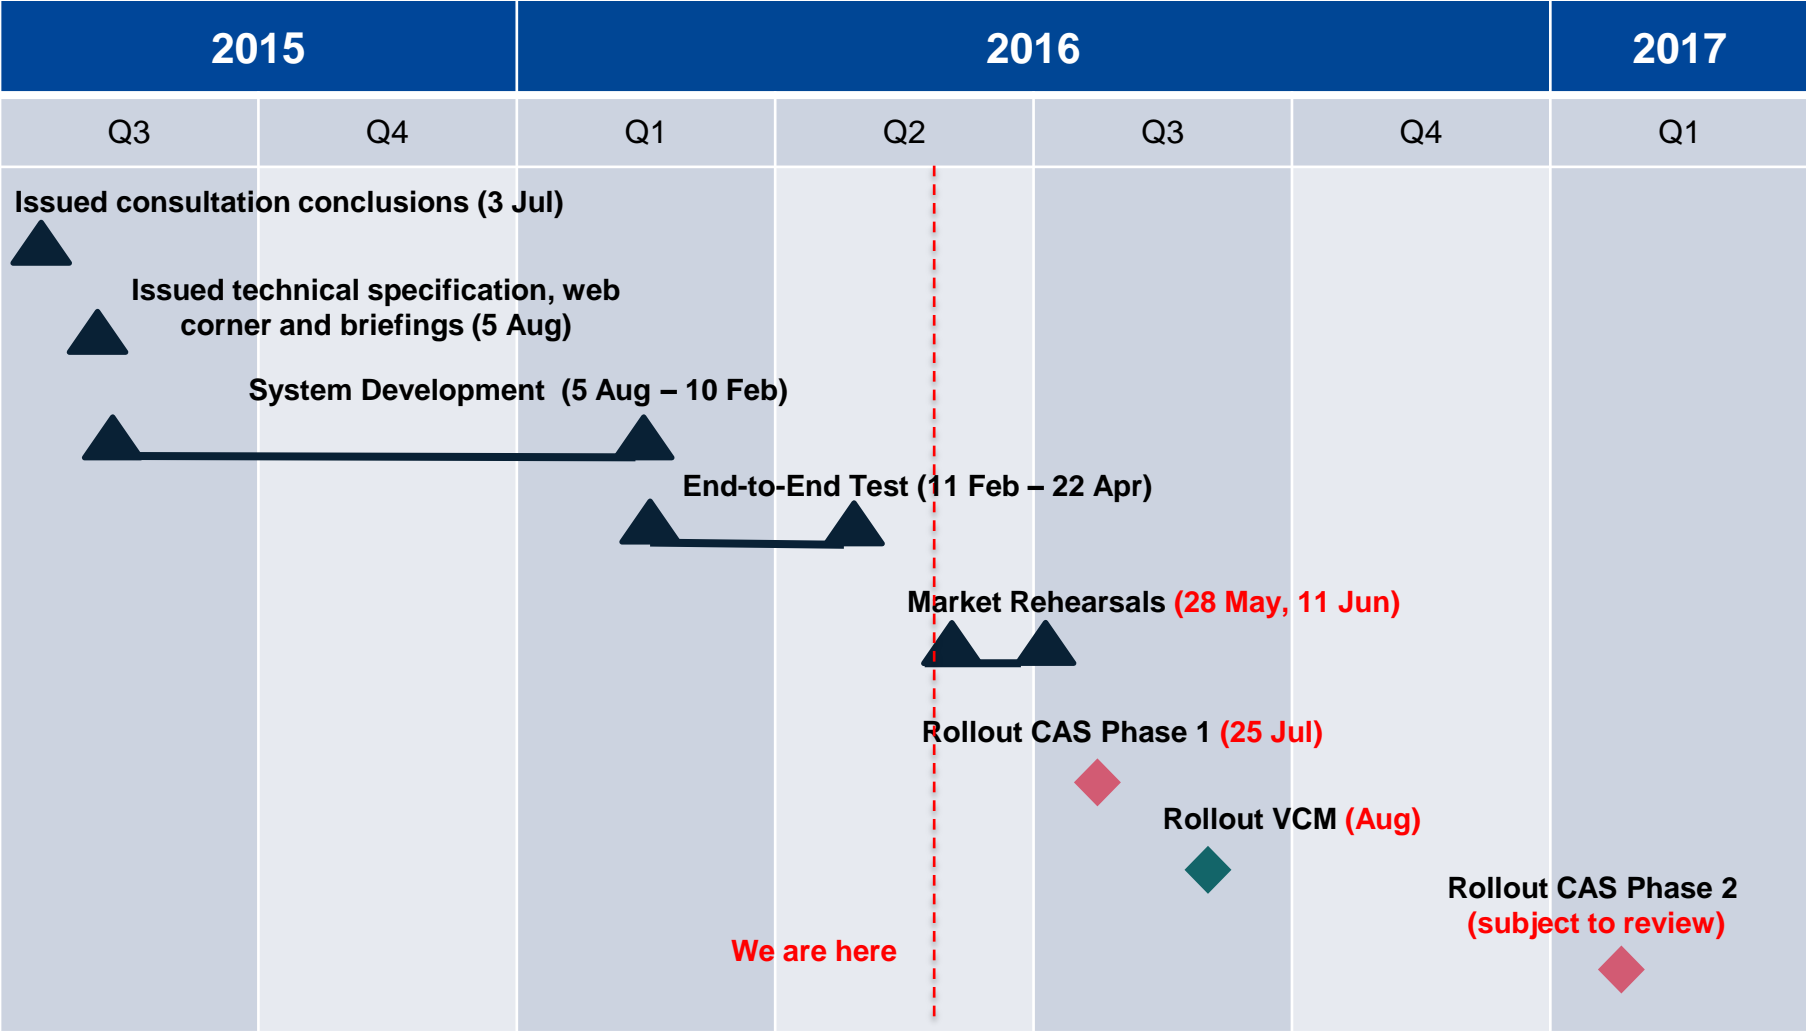 2015 2016 2017
Q3 Q4 Q1 Q2 Q3 Q4 Q1
Issued consultation conclusions (3 Jul)
Issued technical specification, web
corner and briefings (5 Aug)
System Development  (5 Aug – 10 Feb)
End-to-End Test (11 Feb – 22 Apr)
Market Rehearsals (28 May, 11 Jun)
Rollout CAS Phase 1 (25 Jul)
Rollout VCM (Aug)
Rollout CAS Phase 2
(subject to review)
We are here